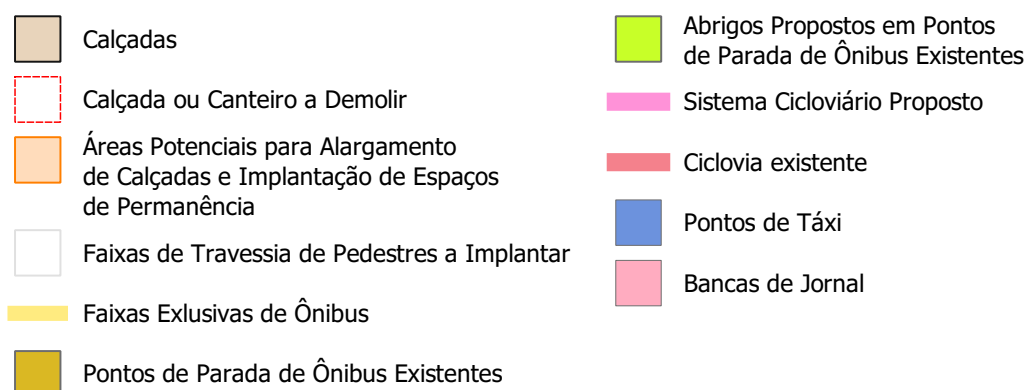 Calçadas
Calçada ou Canteiro a Demolir
Áreas Potenciais para Alargamento
de Calçadas e Implantação de Espaços
de Permanência
Faixas de Travessia de Pedestres a Implantar
Faixas Exlusivas de Ônibus
Pontos de Parada de Ônibus Existentes
Abrigos Propostos em Pontos
de Parada de Ônibus Existentes
Sistema Cicloviário Proposto
Ciclovia existente
Pontos de Táxi
Bancas de Jornal